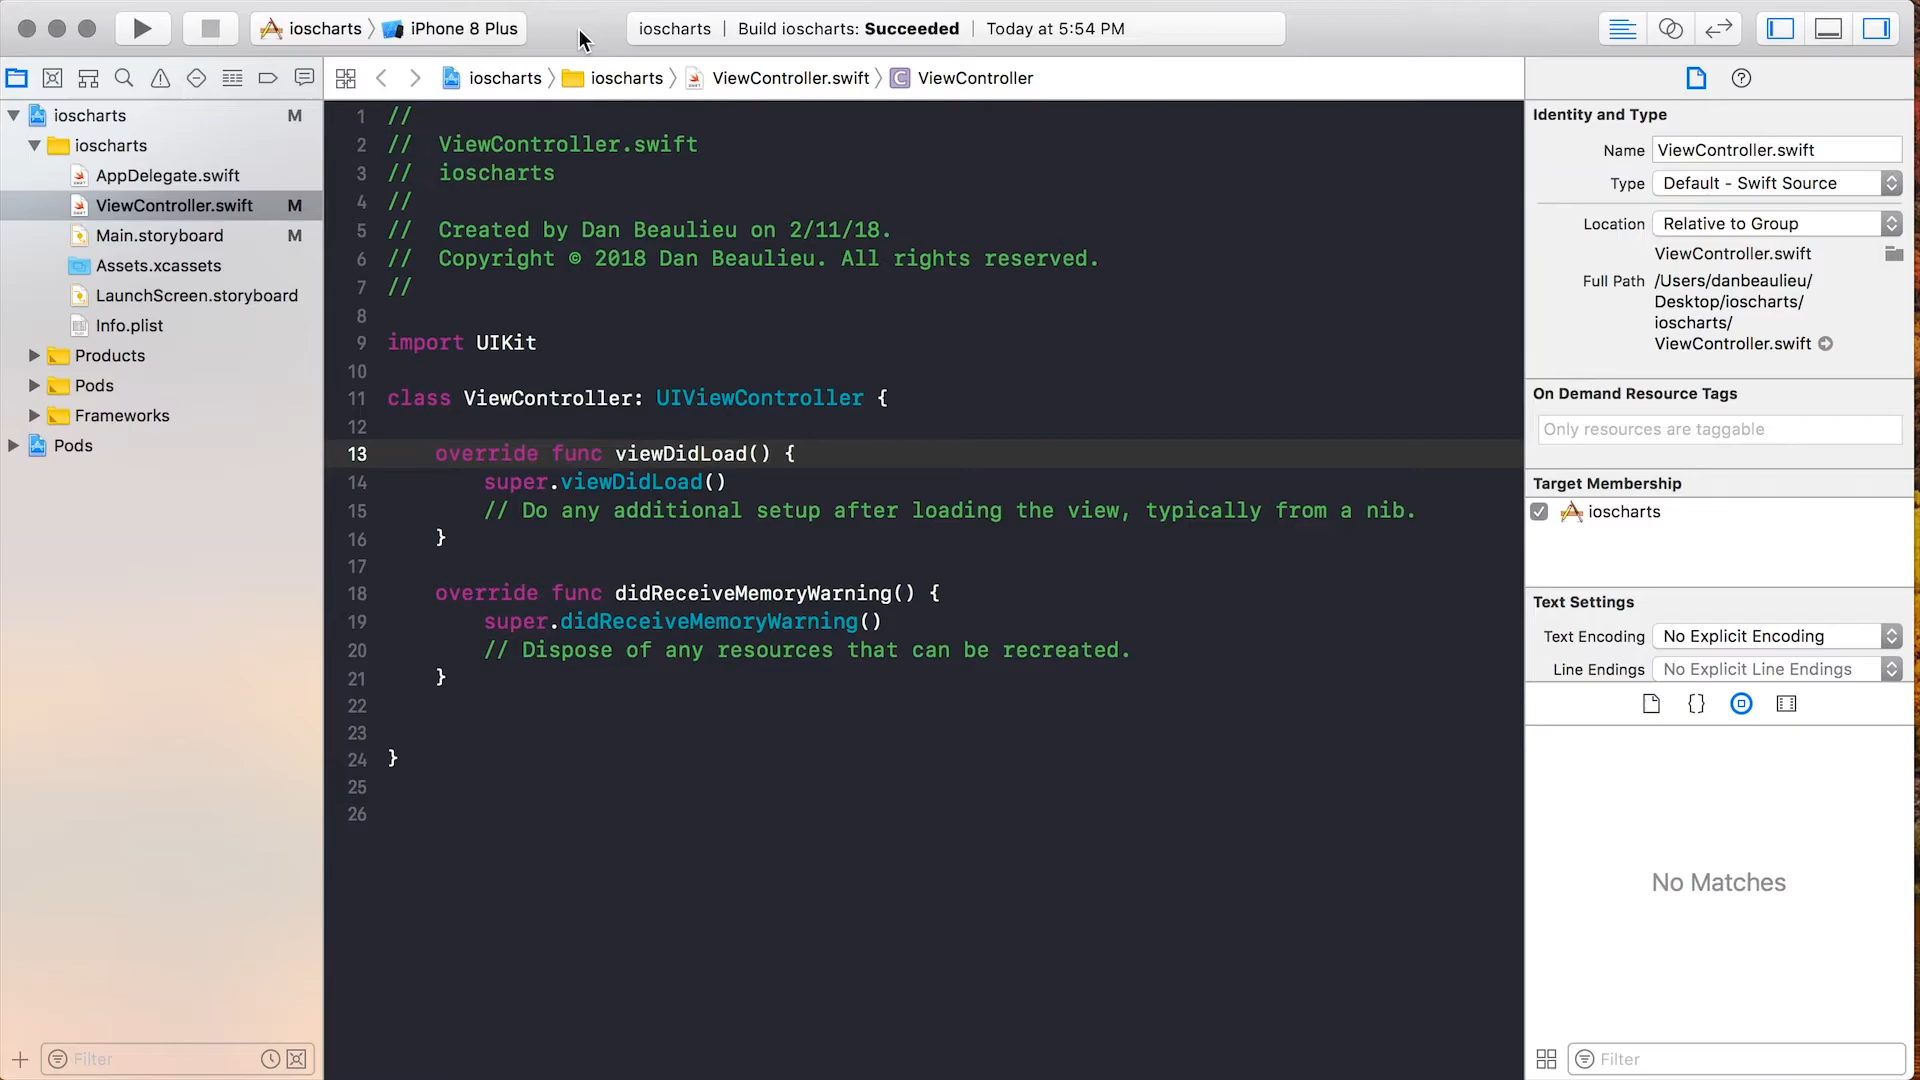 ioscharts iPhone 8 Plus
ioscharts | Build ioscharts: Succeeded | Today at 5:54 PM
ioscharts ioscharts ViewController.swift C ViewController
ioscharts M
ioscharts
AppDelegate.swift
ViewController.swift M
Main.storyboard M
Assets.xcassets
LaunchScreen.storyboard
Info.plist
Products
Pods
Frameworks
Pods
Filter
1 //
2 // ViewController.swift
3 // ioscharts
4 //
5 // Created by Dan Beaulieu on 2/11/18.
6 // Copyright © 2018 Dan Beaulieu. All rights reserved.
7 //
8
9 import UIKit
10
11 class ViewController: UIViewController {
12
13 override func viewDidLoad() {
14 super.viewDidLoad()
15 // Do any additional setup after loading the view, typically from a nib.
16 }
17
18 override func didReceiveMemoryWarning() {
19 super.didReceiveMemoryWarning()
20 // Dispose of any resources that can be recreated.
21 }
22
23
24 }
25
26
Identity and Type
Name ViewController.swift
Type Default - Swift Source
Location Relative to Group
ViewController.swift
Full Path /Users/danbeaulieu/
Desktop/ioscharts/
ioscharts/
ViewController.swift
On Demand Resource Tags
Only resources are taggable
Target Membership
ioscharts
Text Settings
Text Encoding No Explicit Encoding
Line Endings No Explicit Line Endings
{}
No Matches
Filter